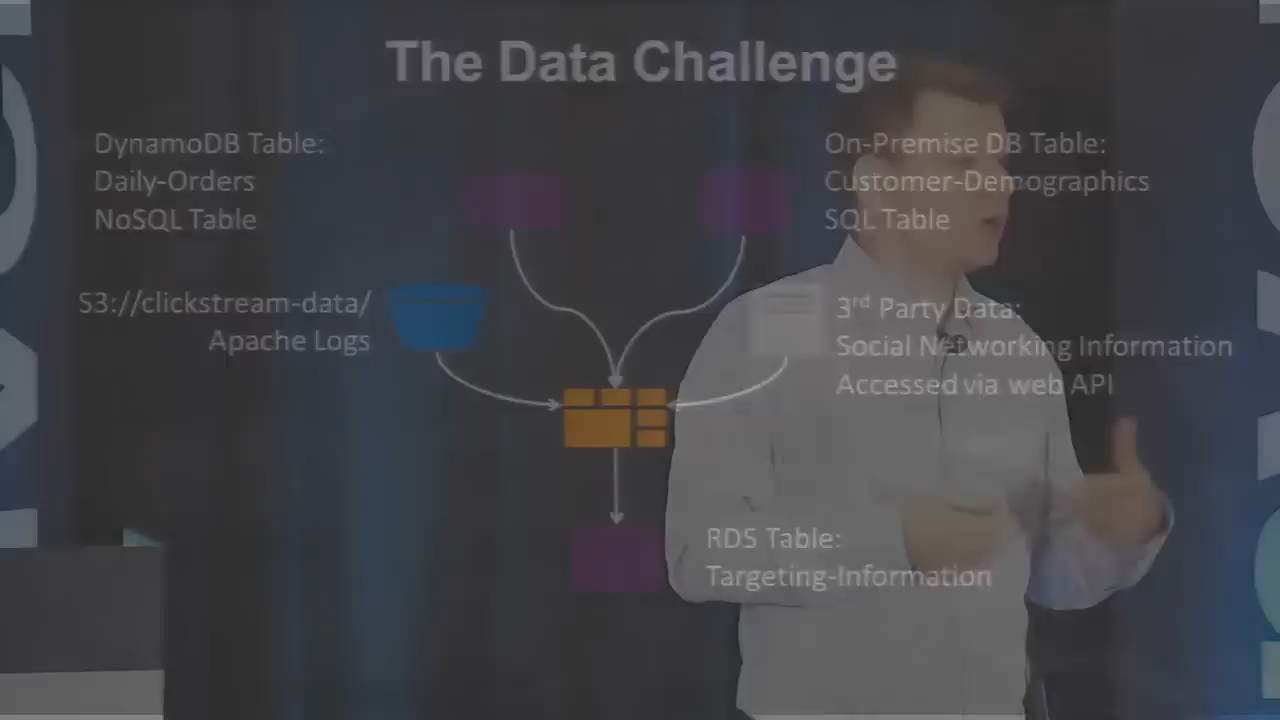 The Data Challenge
DynamoDB Table:
Daily-Orders
NoSQL Table
On-Premise DB Table:
Customer-Demographics
SQL Table
S3://clickstream-data/
Apache Logs
3rd Party Data:
Social Networking Information
Accessed via web API
RDS Table:
Targeting-Information